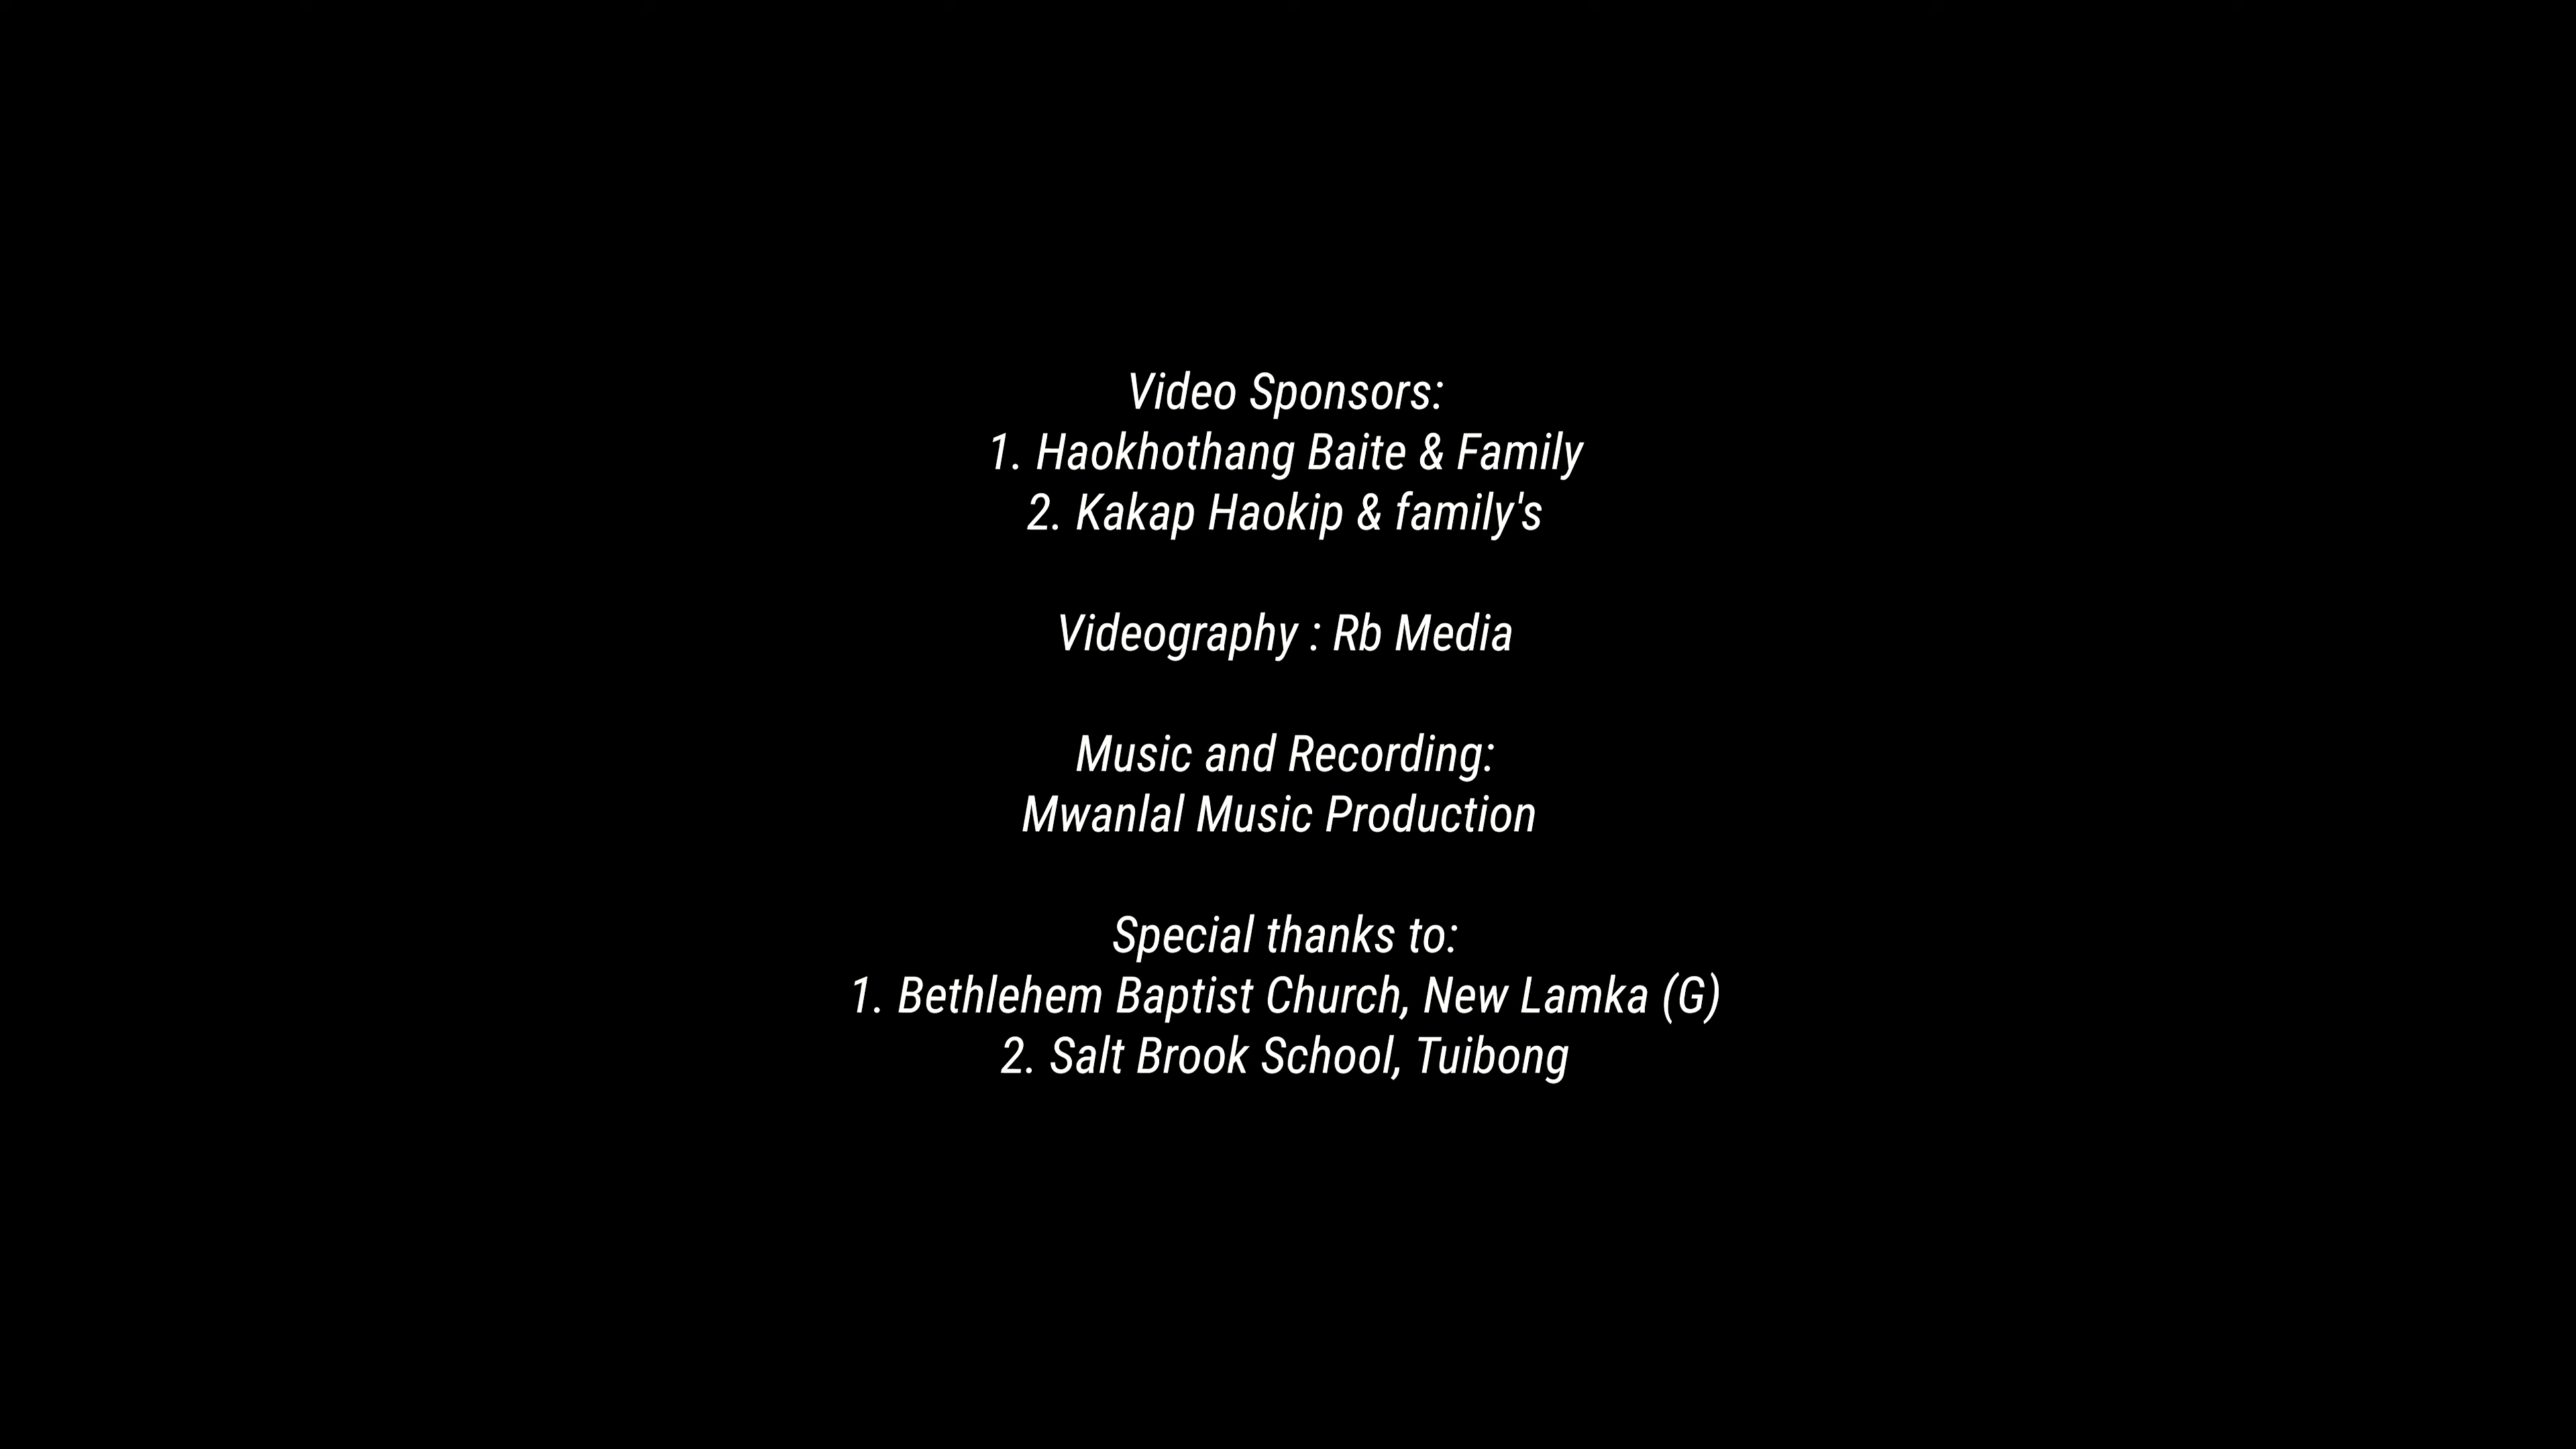 Video Sponsors:
1. Haokhothang Baite & Family
2. Kakap Haokip & family's
Videography : Rb Media
Music and Recording:
Mwanlal Music Production
Special thanks to:
1. Bethlehem Baptist Church, New Lamka (G)
2. Salt Brook School, Tuibong